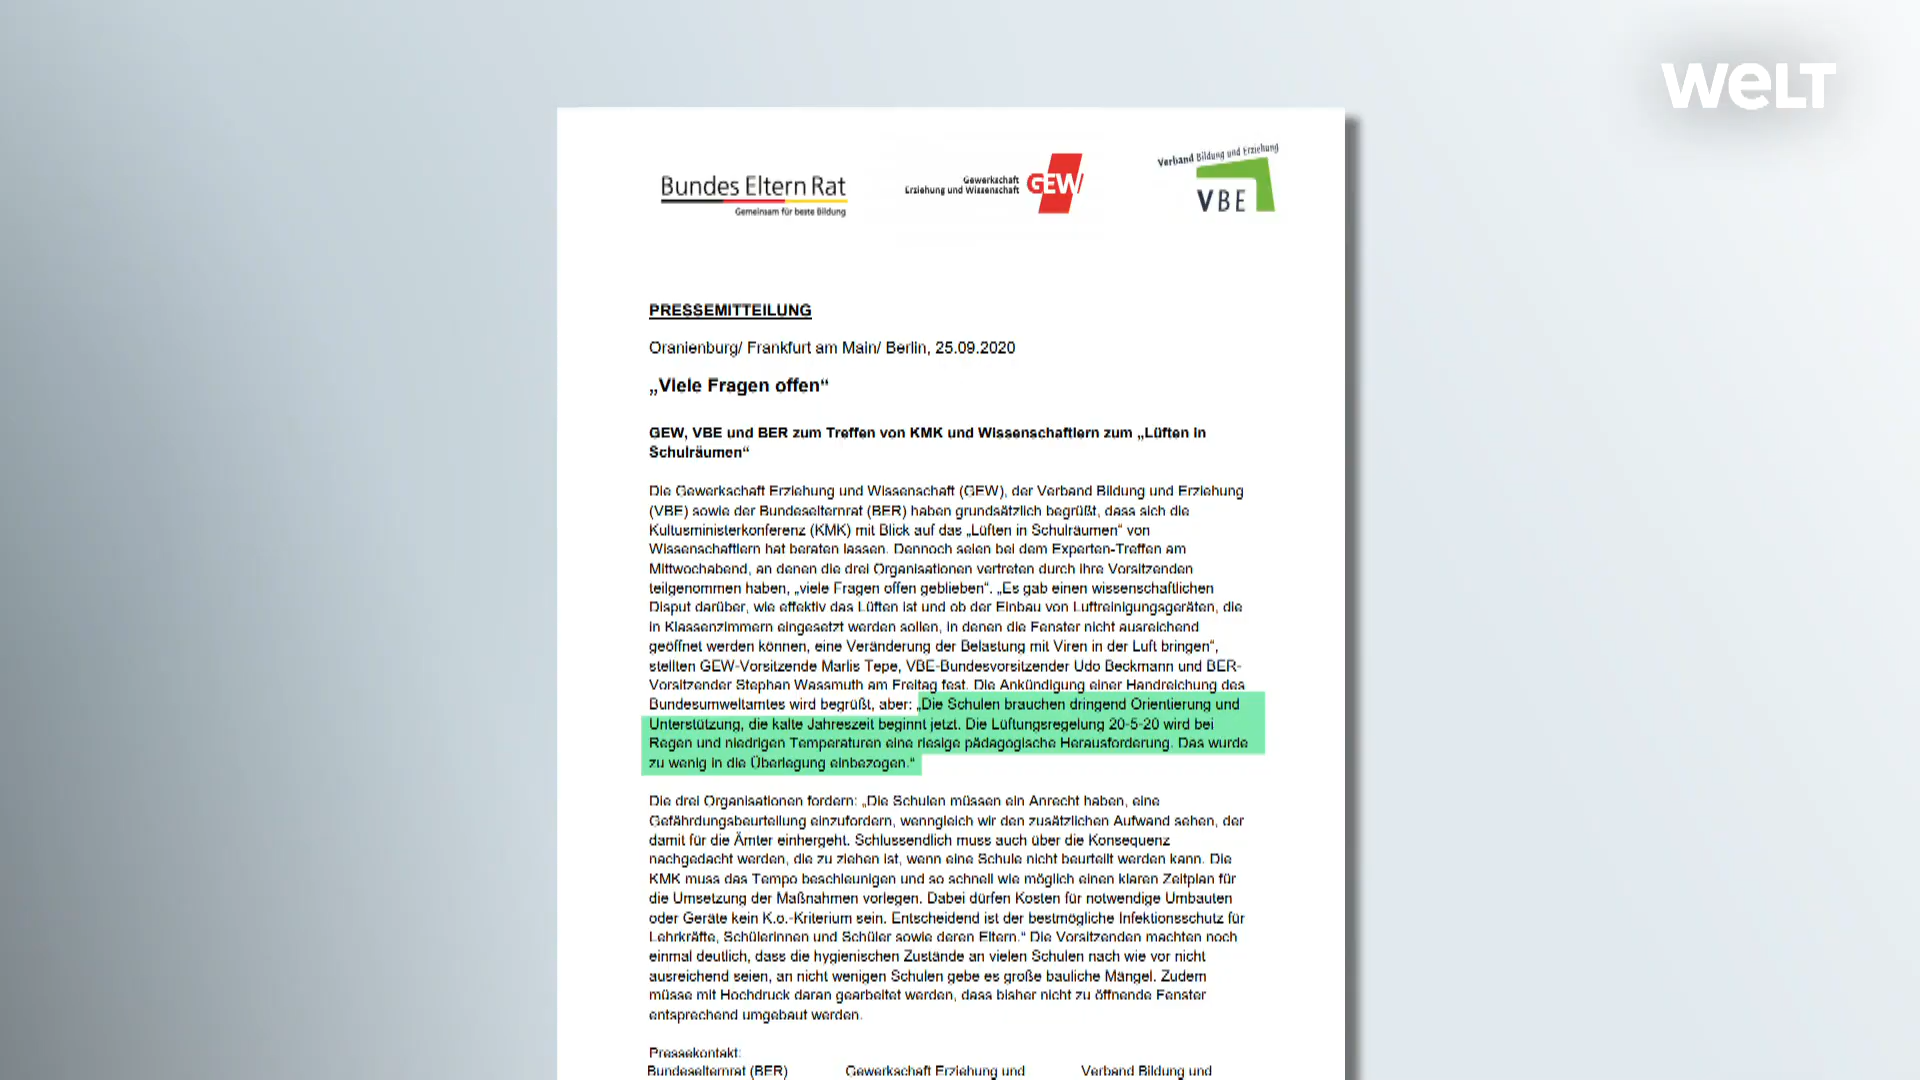 WELT
Bundes Eltern Rat
Gemeinsam für beste Bildung
Gewerkschaft
Erziehung und Wissenschaft
GEW
Verband Bildung und Erziehung
VBE
PRESSEMITTEILUNG
Oranienburg/ Frankfurt am Main/ Berlin, 25.09.2020
„Viele Fragen offen“
GEW, VBE und BER zum Treffen von KMK und Wissenschaftlern zum „Lüften in
Schulräumen“
Die Gewerkschaft Erziehung und Wissenschaft (GEW), der Verband Bildung und Erziehung
(VBE) sowie der Bundeselternrat (BER) haben grundsätzlich begrüßt, dass sich die
Kultusministerkonferenz (KMK) mit Blick auf das „Lüften in Schulräumen“ von
Wissenschaftlern hat beraten lassen. Dennoch seien bei dem Experten-Treffen am
Mittwochabend, an denen die drei Organisationen vertreten durch ihre Vorsitzenden
teilgenommen haben, „viele Fragen offen geblieben“. „Es gab einen wissenschaftlichen
Disput darüber, wie effektiv das Lüften ist und ob der Einbau von Luftreinigungsgeräten, die
in Klassenzimmern eingesetzt werden sollen, in denen die Fenster nicht ausreichend
geöffnet werden können, eine Veränderung der Belastung mit Viren in der Luft bringen“,
stellten GEW-Vorsitzende Marlis Tepe, VBE-Bundesvorsitzender Udo Beckmann und BER-
Vorsitzender Stephan Wassmuth am Freitag fest. Die Ankündigung einer Handreichung des
Bundesumweltamtes wird begrüßt, aber: „Die Schulen brauchen dringend Orientierung und
Unterstützung, die kalte Jahreszeit beginnt jetzt. Die Lüftungsregelung 20-5-20 wird bei
Regen und niedrigen Temperaturen eine riesige pädagogische Herausforderung. Das wurde
zu wenig in die Überlegung einbezogen.“
Die drei Organisationen fordern: „Die Schulen müssen ein Anrecht haben, eine
Gefährdungsbeurteilung einzufordern, wenngleich wir den zusätzlichen Aufwand sehen, der
damit für die Ämter einhergeht. Schlussendlich muss auch über die Konsequenz
nachgedacht werden, die zu ziehen ist, wenn eine Schule nicht beurteilt werden kann. Die
KMK muss das Tempo beschleunigen und so schnell wie möglich einen klaren Zeitplan für
die Umsetzung der Maßnahmen vorlegen. Dabei dürfen Kosten für notwendige Umbauten
oder Geräte kein K.o.-Kriterium sein. Entscheidend ist der bestmögliche Infektionsschutz für
Lehrkräfte, Schülerinnen und Schüler sowie deren Eltern.“ Die Vorsitzenden machten noch
einmal deutlich, dass die hygienischen Zustände an vielen Schulen nach wie vor nicht
ausreichend seien, an nicht wenigen Schulen gebe es große bauliche Mängel. Zudem
müsse mit Hochdruck daran gearbeitet werden, dass bisher nicht zu öffnende Fenster
entsprechend umgebaut werden.
Pressekontakt:
Bundeselternrat (BER) Gewerkschaft Erziehung und Verband Bildung und